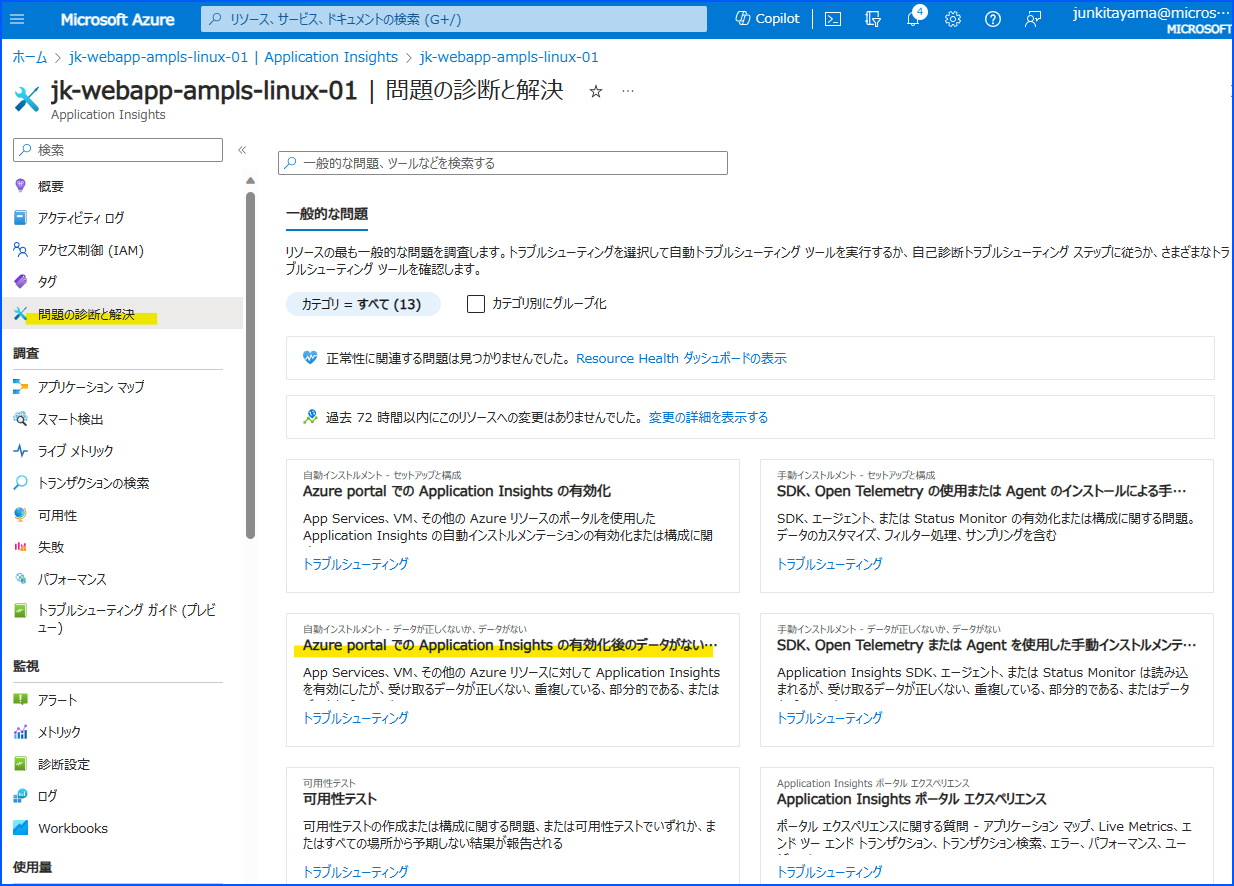 Microsoft Azure
リソース、サービス、ドキュメントの検索 (G+/)
Copilot
4
junkitayama@micros…
MICROSOFT
ホーム > jk-webapp-ampls-linux-01 | Application Insights > jk-webapp-ampls-linux-01
jk-webapp-ampls-linux-01 | 問題の診断と解決
Application Insights
検索
概要
アクティビティ ログ
アクセス制御 (IAM)
タグ
問題の診断と解決
調査
アプリケーション マップ
スマート検出
ライブ メトリック
トランザクションの検索
可用性
失敗
パフォーマンス
トラブルシューティング ガイド (プレビ
ュー)
監視
アラート
メトリック
診断設定
ログ
Workbooks
使用量
一般的な問題、ツールなどを検索する
一般的な問題
リソースの最も一般的な問題を調査します。トラブルシューティングを選択して自動トラブルシューティング ツールを実行するか、自己診断トラブルシューティング ステップに従うか、さまざまなトラ
ブルシューティング ツールを確認します。
カテゴリ = すべて (13)
カテゴリ別にグループ化
正常性に関連する問題は見つかりませんでした。 Resource Health ダッシュボードの表示
過去 72 時間以内にこのリソースへの変更はありませんでした。 変更の詳細を表示する
自動インストルメント - セットアップと構成
Azure portal での Application Insights の有効化
App Services、VM、その他の Azure リソースのポータルを使用した
Application Insights の自動インストルメンテーションの有効化または構成に関
トラブルシューティング
手動インストルメント - セットアップと構成
SDK、Open Telemetry の使用または Agent のインストールによる手…
SDK、エージェント、または Status Monitor の有効化または構成に関する問題。
データのカスタマイズ、フィルター処理、サンプリングを含む
トラブルシューティング
自動インストルメント - データが正しくないか、データがない
Azure portal での Application Insights の有効化後のデータがない…
App Services、VM、その他の Azure リソースに対して Application Insights
を有効にしたが、受け取るデータが正しくない、重複している、部分的である、または
トラブルシューティング
手動インストルメント - データが正しくないか、データがない
SDK、Open Telemetry または Agent を使用した手動インストルメンテ…
Application Insights SDK、エージェント、または Status Monitor は読み込
まれるが、受け取るデータが正しくない、重複している、部分的である、またはデータ
トラブルシューティング
可用性テスト
可用性テスト
可用性テストの作成または構成に関する問題、または可用性テストでいずれか、ま
たはすべての場所から予期しない結果が報告される
トラブルシューティング
Application Insights ポータル エクスペリエンス
Application Insights ポータル エクスペリエンス
ポータル エクスペリエンスに関する質問 - アプリケーション マップ、Live Metrics、エ
ンド ツー エンド トランザクション、トランザクション検索、エラー、パフォーマンス、ユー
トラブルシューティング